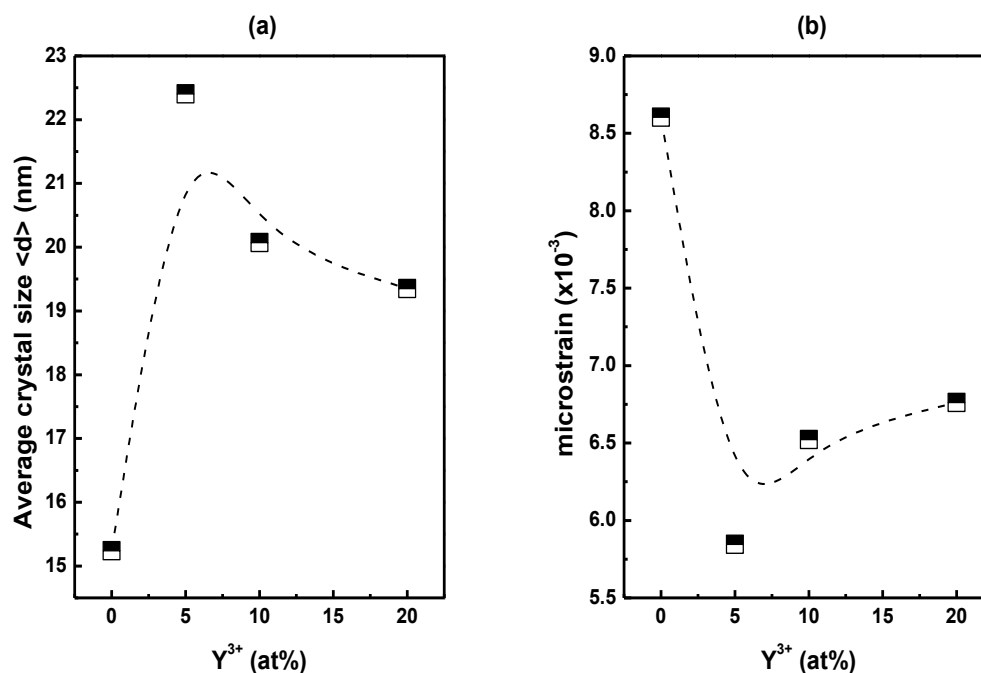 (a)
23
22
21
20
19
18
17
16
15
Average crystal size <d> (nm)
0 5 10 15 20
Y³⁺ (at%)
(b)
9.0
8.5
8.0
7.5
7.0
6.5
6.0
5.5
microstrain (x10⁻³)
0 5 10 15 20
Y³⁺ (at%)